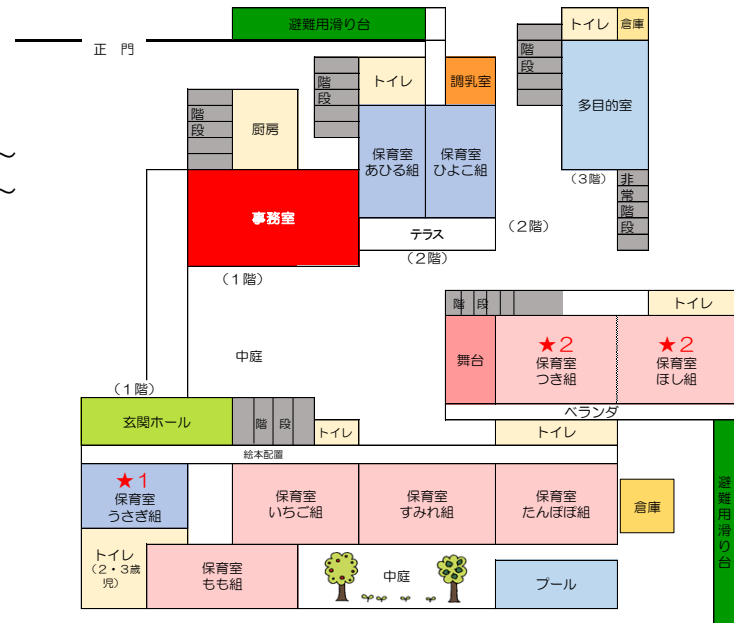 避難用滑り台
正　門
トイレ
倉庫
階
段
多目的室
階
段
トイレ
調乳室
階
段
厨房
保育室
あひる組
保育室
ひよこ組
～
～
事務室
テラス
（２階）
（２階）
（３階）
非
常
階
段
（１階）
階　段
トイレ
中庭
舞台
★２
保育室
つき組
★２
保育室
ほし組
（１階）
ベランダ
玄関ホール
階　段
トイレ
トイレ
絵本配置
★１
保育室
うさぎ組
保育室
いちご組
保育室
すみれ組
保育室
たんぽぽ組
倉庫
避難用滑り台
トイレ
（２・３歳
児）
保育室
もも組
中庭
プール